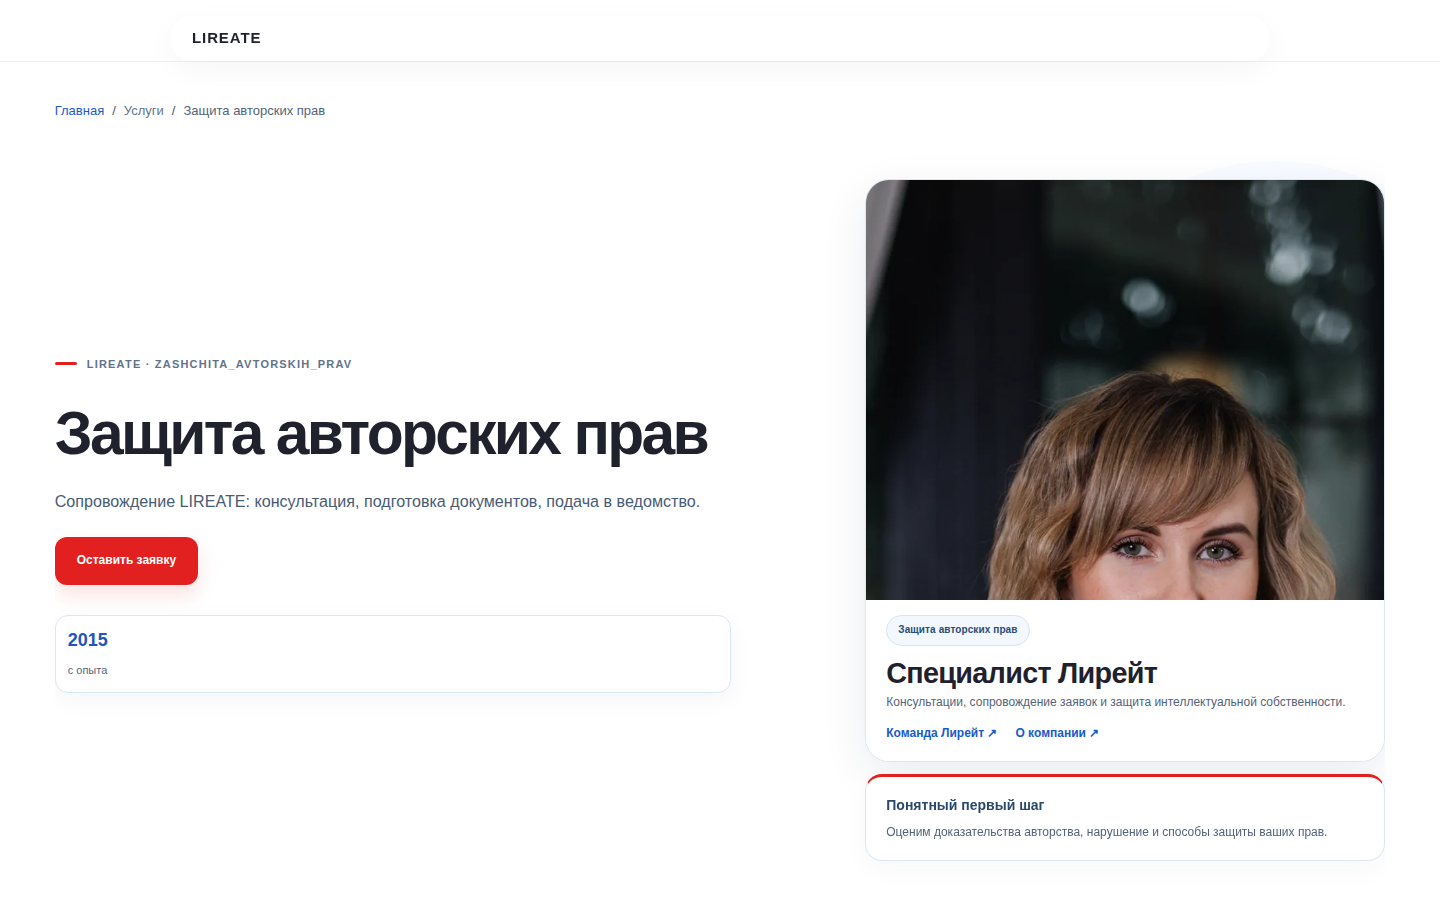 LIREATE
Главная / Услуги / Защита авторских прав
LIREATE · ZASHCHITA_AVTORSKIH_PRAV
Защита авторских прав
Сопровождение LIREATE: консультация, подготовка документов, подача в ведомство.
Оставить заявку
2015
с опыта
Защита авторских прав
Специалист Лирейт
Консультации, сопровождение заявок и защита интеллектуальной собственности.
Команда Лирейт ↗ О компании ↗
Понятный первый шаг
Оценим доказательства авторства, нарушение и способы защиты ваших прав.